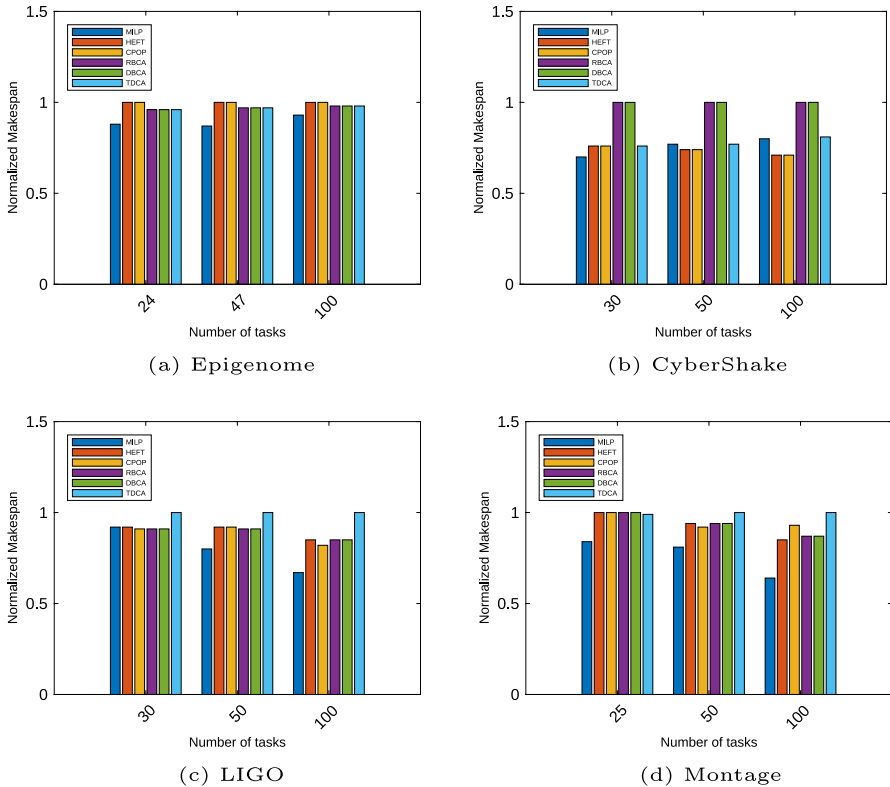 1.5
1
0.5
0
Normalized Makespan
MILP
HEFT
CPOP
RBCA
DBCA
TDCA
24 47 100
Number of tasks
(a) Epigenome
1.5
1
0.5
0
Normalized Makespan
MILP
HEFT
CPOP
RBCA
DBCA
TDCA
30 50 100
Number of tasks
(b) CyberShake
1.5
1
0.5
0
Normalized Makespan
MILP
HEFT
CPOP
RBCA
DBCA
TDCA
30 50 100
Number of tasks
(c) LIGO
1.5
1
0.5
0
Normalized Makespan
MILP
HEFT
CPOP
RBCA
DBCA
TDCA
25 50 100
Number of tasks
(d) Montage